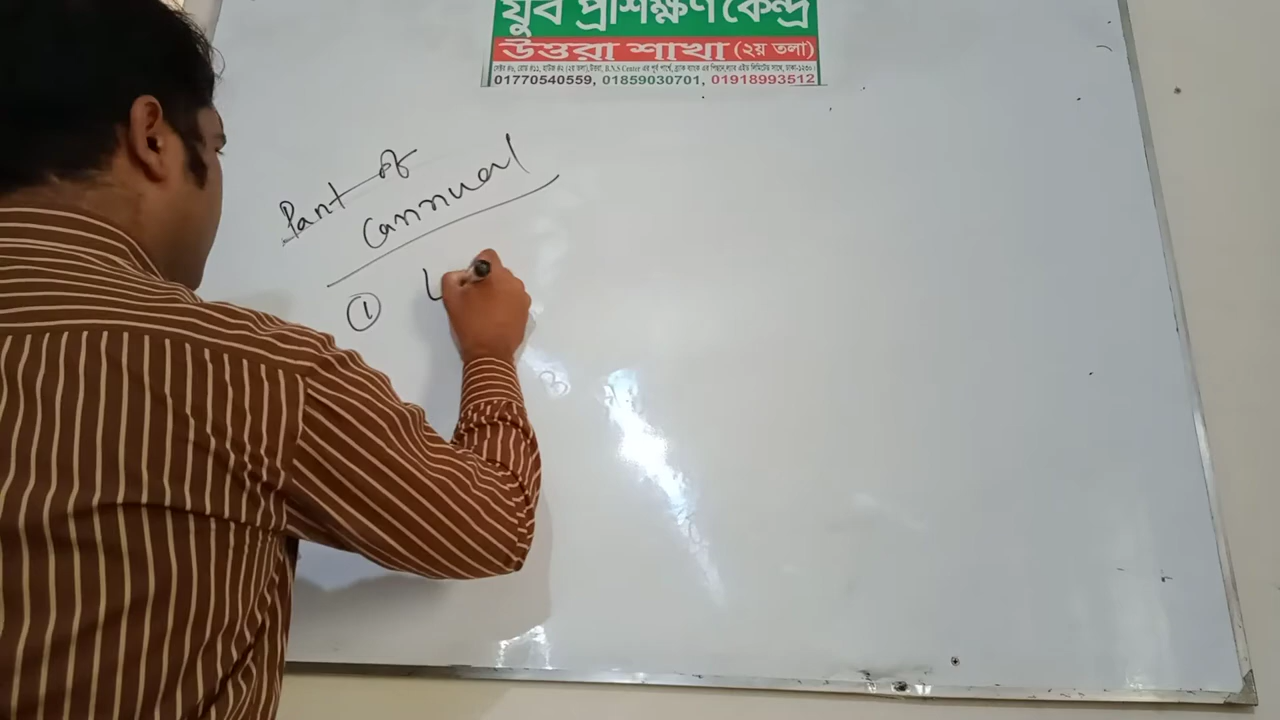 যুব প্রশিক্ষণ কেন্দ্র
উত্তরা শাখা (২য় তলা)
01770540559, 01859030701, 01918993512
Part of
Cannual
①